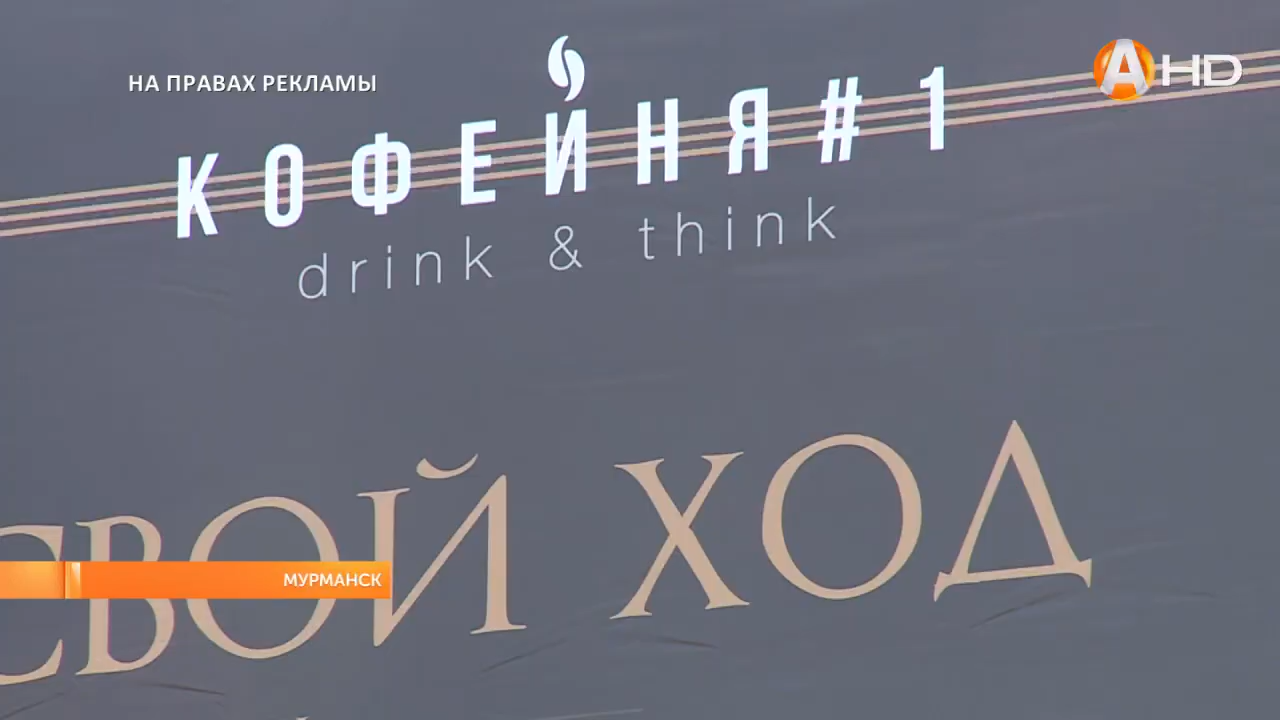 НА ПРАВАХ РЕКЛАМЫ
А HD
КОФЕЙНЯ#1
drink & think
СВОЙ ХОД
МУРМАНСК